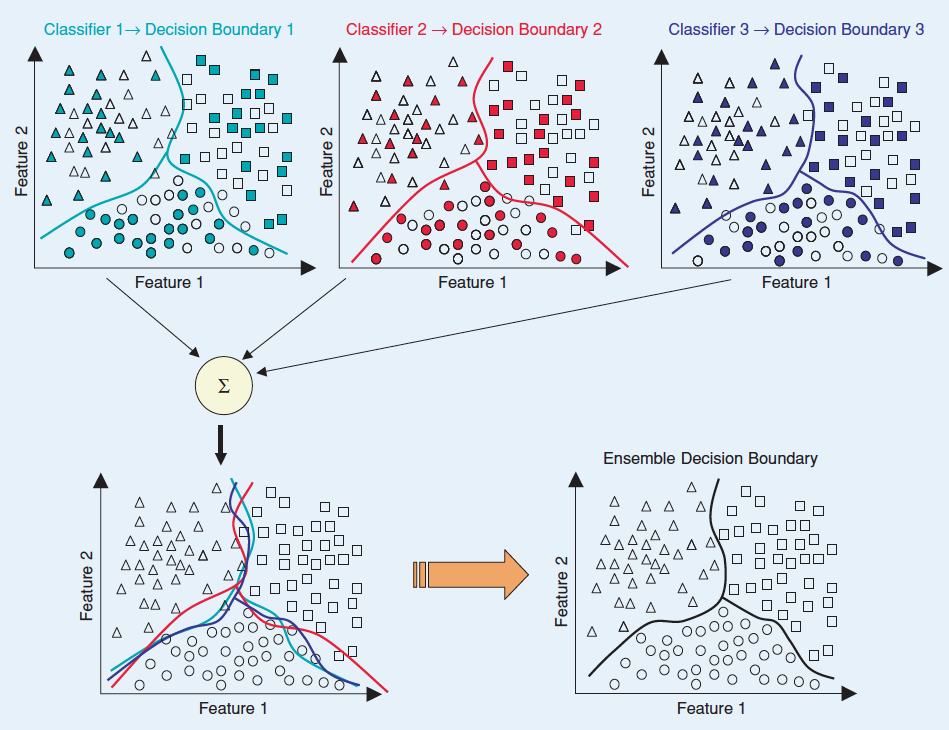 Classifier 1→ Decision Boundary 1
Classifier 2 → Decision Boundary 2
Classifier 3 → Decision Boundary 3
Feature 2
Feature 2
Feature 2
Feature 1
Feature 1
Feature 1
Σ
Ensemble Decision Boundary
Feature 2
Feature 2
Feature 1
Feature 1